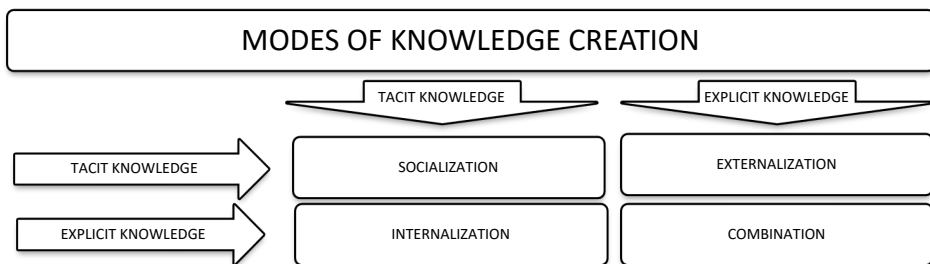 MODES OF KNOWLEDGE CREATION
TACIT KNOWLEDGE
EXPLICIT KNOWLEDGE
TACIT KNOWLEDGE
SOCIALIZATION
EXTERNALIZATION
EXPLICIT KNOWLEDGE
INTERNALIZATION
COMBINATION